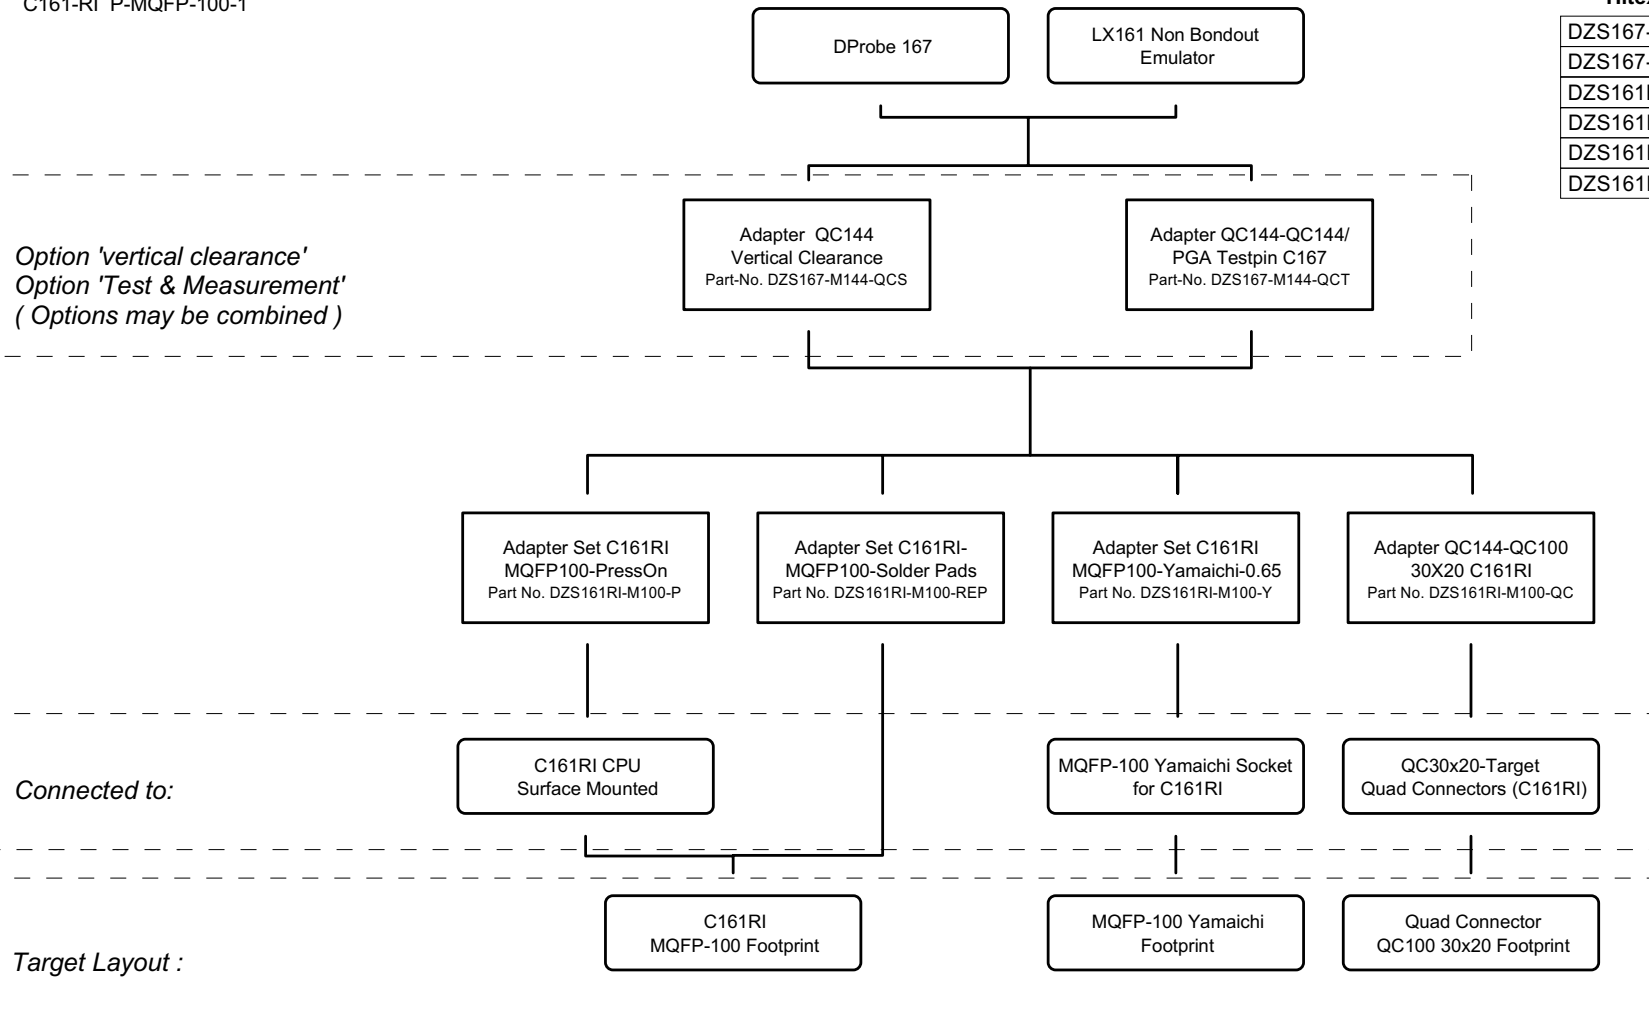 C161-RI P-MQFP-100-1
DProbe 167
LX161 Non Bondout
Emulator
DZS167-
DZS167-
DZS161
DZS161
DZS161
DZS161
Option 'vertical clearance'
Option 'Test & Measurement'
( Options may be combined )
Adapter QC144
Vertical Clearance
Part-No. DZS167-M144-QCS
Adapter QC144-QC144/
PGA Testpin C167
Part-No. DZS167-M144-QCT
Adapter Set C161RI
MQFP100-PressOn
Part No. DZS161RI-M100-P
Adapter Set C161RI-
MQFP100-Solder Pads
Part No. DZS161RI-M100-REP
Adapter Set C161RI
MQFP100-Yamaichi-0.65
Part No. DZS161RI-M100-Y
Adapter QC144-QC100
30X20 C161RI
Part No. DZS161RI-M100-QC
Connected to:
C161RI CPU
Surface Mounted
MQFP-100 Yamaichi Socket
for C161RI
QC30x20-Target
Quad Connectors (C161RI)
Target Layout :
C161RI
MQFP-100 Footprint
MQFP-100 Yamaichi
Footprint
Quad Connector
QC100 30x20 Footprint